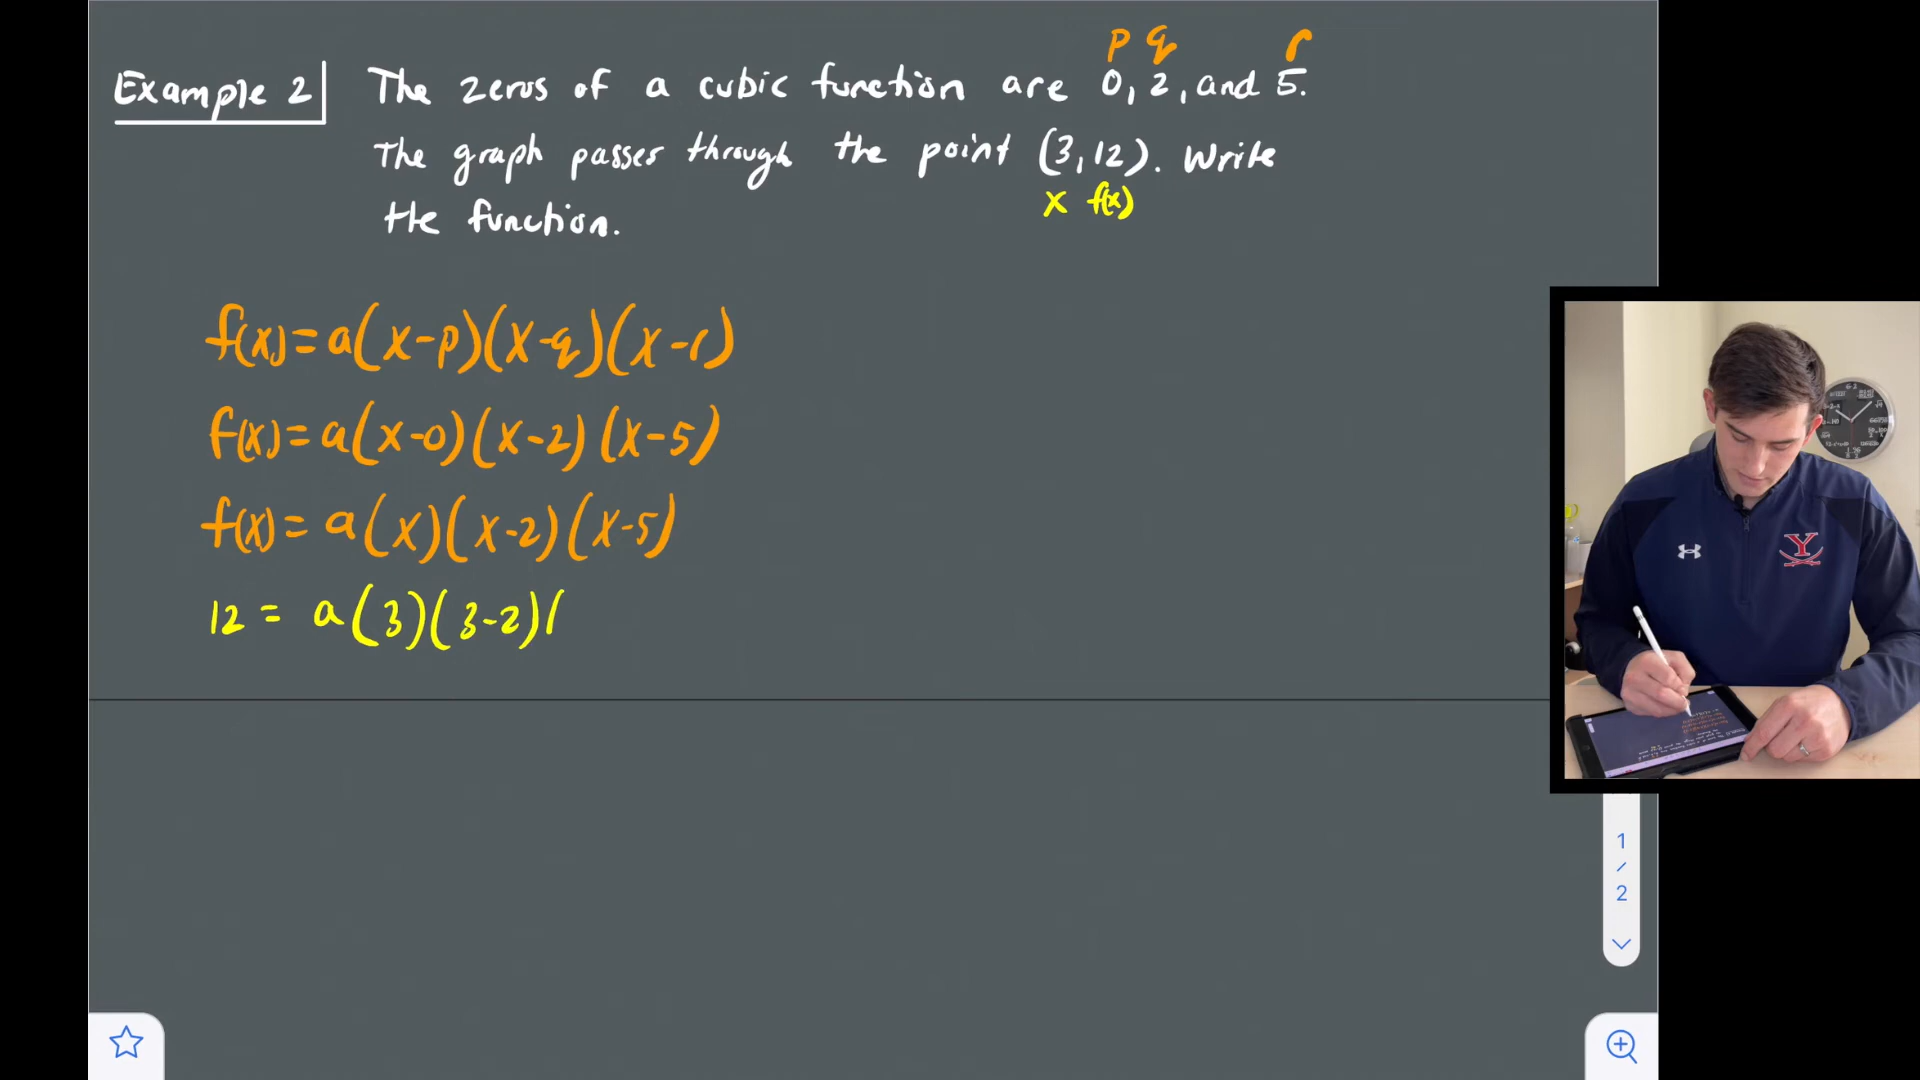 p q r
Example 2 The zeros of a cubic function are 0, 2, and 5.
The graph passes through the point (3,12). Write
x f(x)
the function.
f(x)=a(x-p)(x-q)(x-r)
f(x)=a(x-0)(x-2)(x-5)
f(x)=a(x)(x-2)(x-5)
12= a(3)(3-2)(
Y
1
/
2